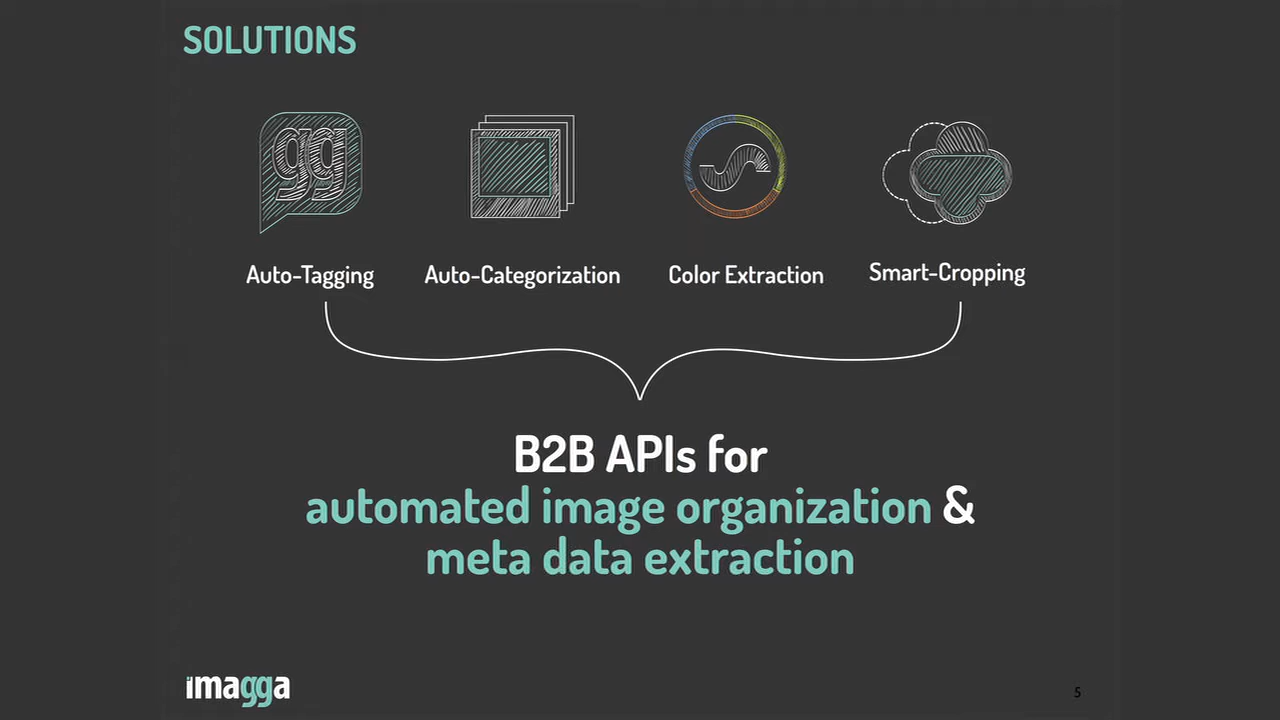 SOLUTIONS
gg
Auto-Tagging
Auto-Categorization
Color Extraction
Smart-Cropping
B2B APIs for
automated image organization &
meta data extraction
imagga
5